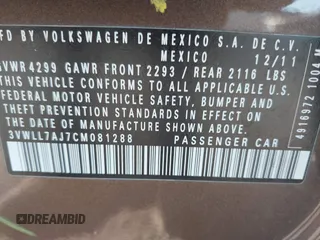 MFD BY VOLKSWAGEN DE MEXICO S.A. DE C.V.
MEXICO 12/11
GVWR 4299 GAWR FRONT 2293 / REAR 2116 LBS
THIS VEHICLE CONFORMS TO ALL APPLICABLE
FEDERAL MOTOR VEHICLE SAFETY, BUMPER AND
THEFT PREVENTION STANDARDS IN EFFECT ON
THE DATE OF MANUFACTURE SHOWN ABOVE
3VWLL7AJ7CM081288 PASSENGER CAR
49116972 1004 M
©DREAMBID